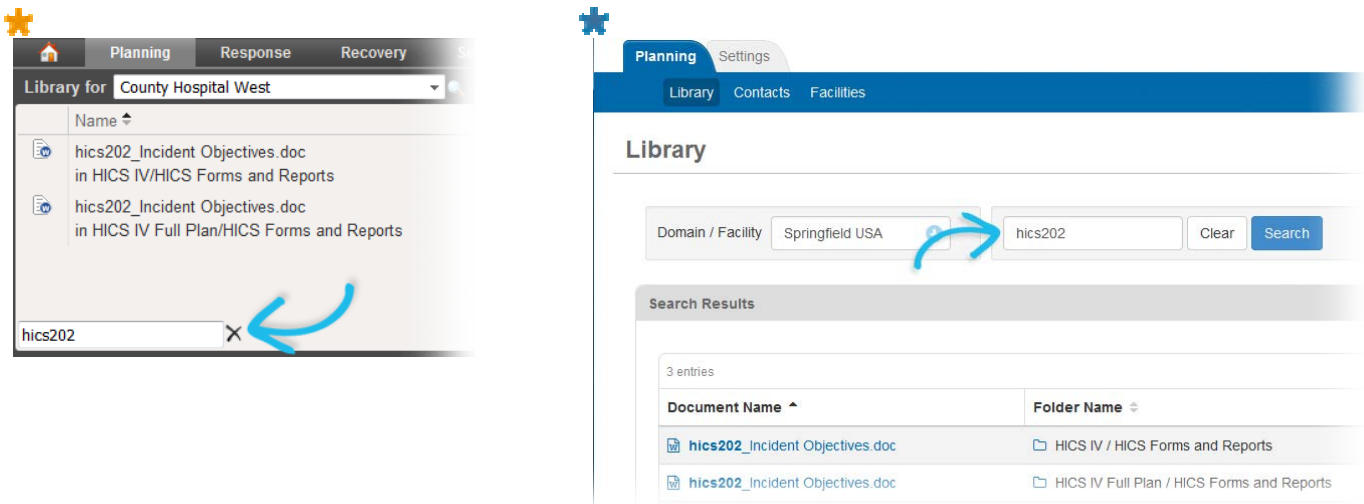 Planning Response Recovery
Library for County Hospital West
Name
hics202_Incident Objectives.doc
in HICS IV/HICS Forms and Reports
hics202_Incident Objectives.doc
in HICS IV Full Plan/HICS Forms and Reports
hics202
Planning Settings
Library Contacts Facilities
Library
Domain / Facility Springfield USA hics202 Clear Search
Search Results
3 entries
Document Name Folder Name
hics202_Incident Objectives.doc HICS IV / HICS Forms and Reports
hics202_Incident Objectives.doc HICS IV Full Plan / HICS Forms and Reports